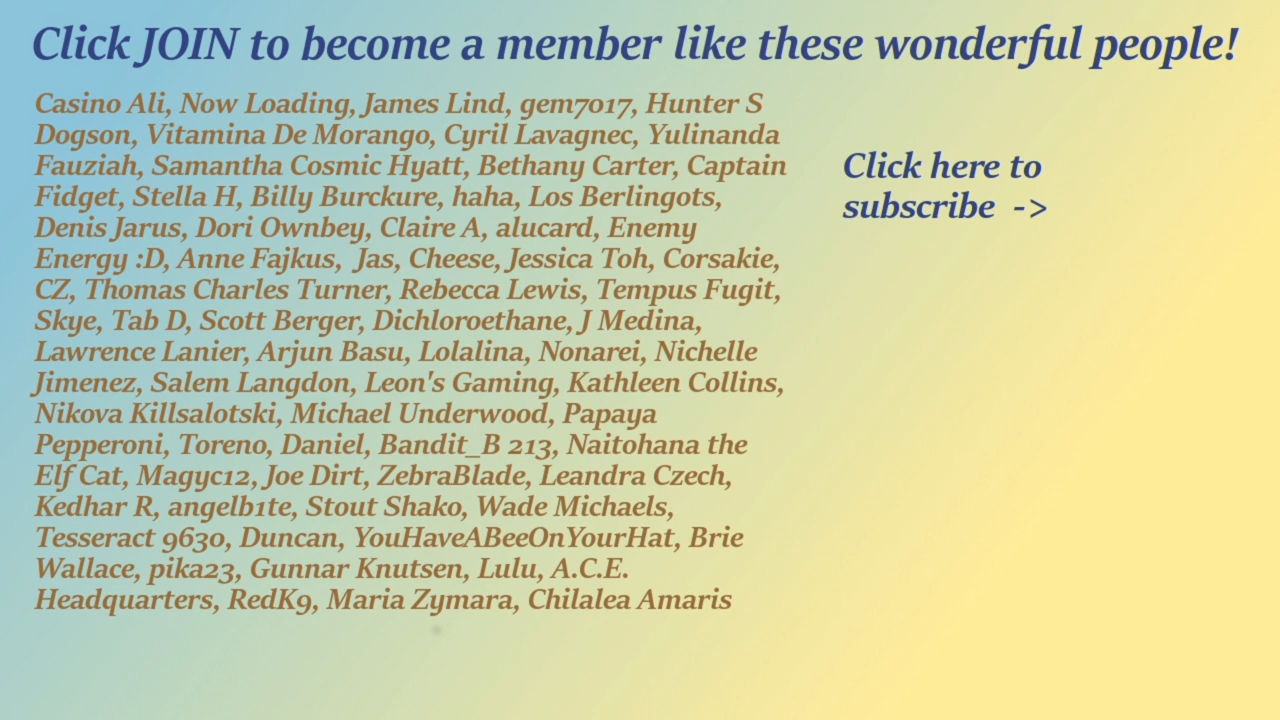 Click JOIN to become a member like these wonderful people!
Casino Ali, Now Loading, James Lind, gem7017, Hunter S
Dogson, Vitamina De Morango, Cyril Lavagnec, Yulinanda
Fauziah, Samantha Cosmic Hyatt, Bethany Carter, Captain
Fidget, Stella H, Billy Burckure, haha, Los Berlingots,
Denis Jarus, Dori Ownbey, Claire A, alucard, Enemy
Energy :D, Anne Fajkus,  Jas, Cheese, Jessica Toh, Corsakie,
CZ, Thomas Charles Turner, Rebecca Lewis, Tempus Fugit,
Skye, Tab D, Scott Berger, Dichloroethane, J Medina,
Lawrence Lanier, Arjun Basu, Lolalina, Nonarei, Nichelle
Jimenez, Salem Langdon, Leon's Gaming, Kathleen Collins,
Nikova Killsalotski, Michael Underwood, Papaya
Pepperoni, Toreno, Daniel, Bandit_B 213, Naitohana the
Elf Cat, Magyc12, Joe Dirt, ZebraBlade, Leandra Czech,
Kedhar R, angelb1te, Stout Shako, Wade Michaels,
Tesseract 9630, Duncan, YouHaveABeeOnYourHat, Brie
Wallace, pika23, Gunnar Knutsen, Lulu, A.C.E.
Headquarters, RedK9, Maria Zymara, Chilalea Amaris
Click here to
subscribe  ->